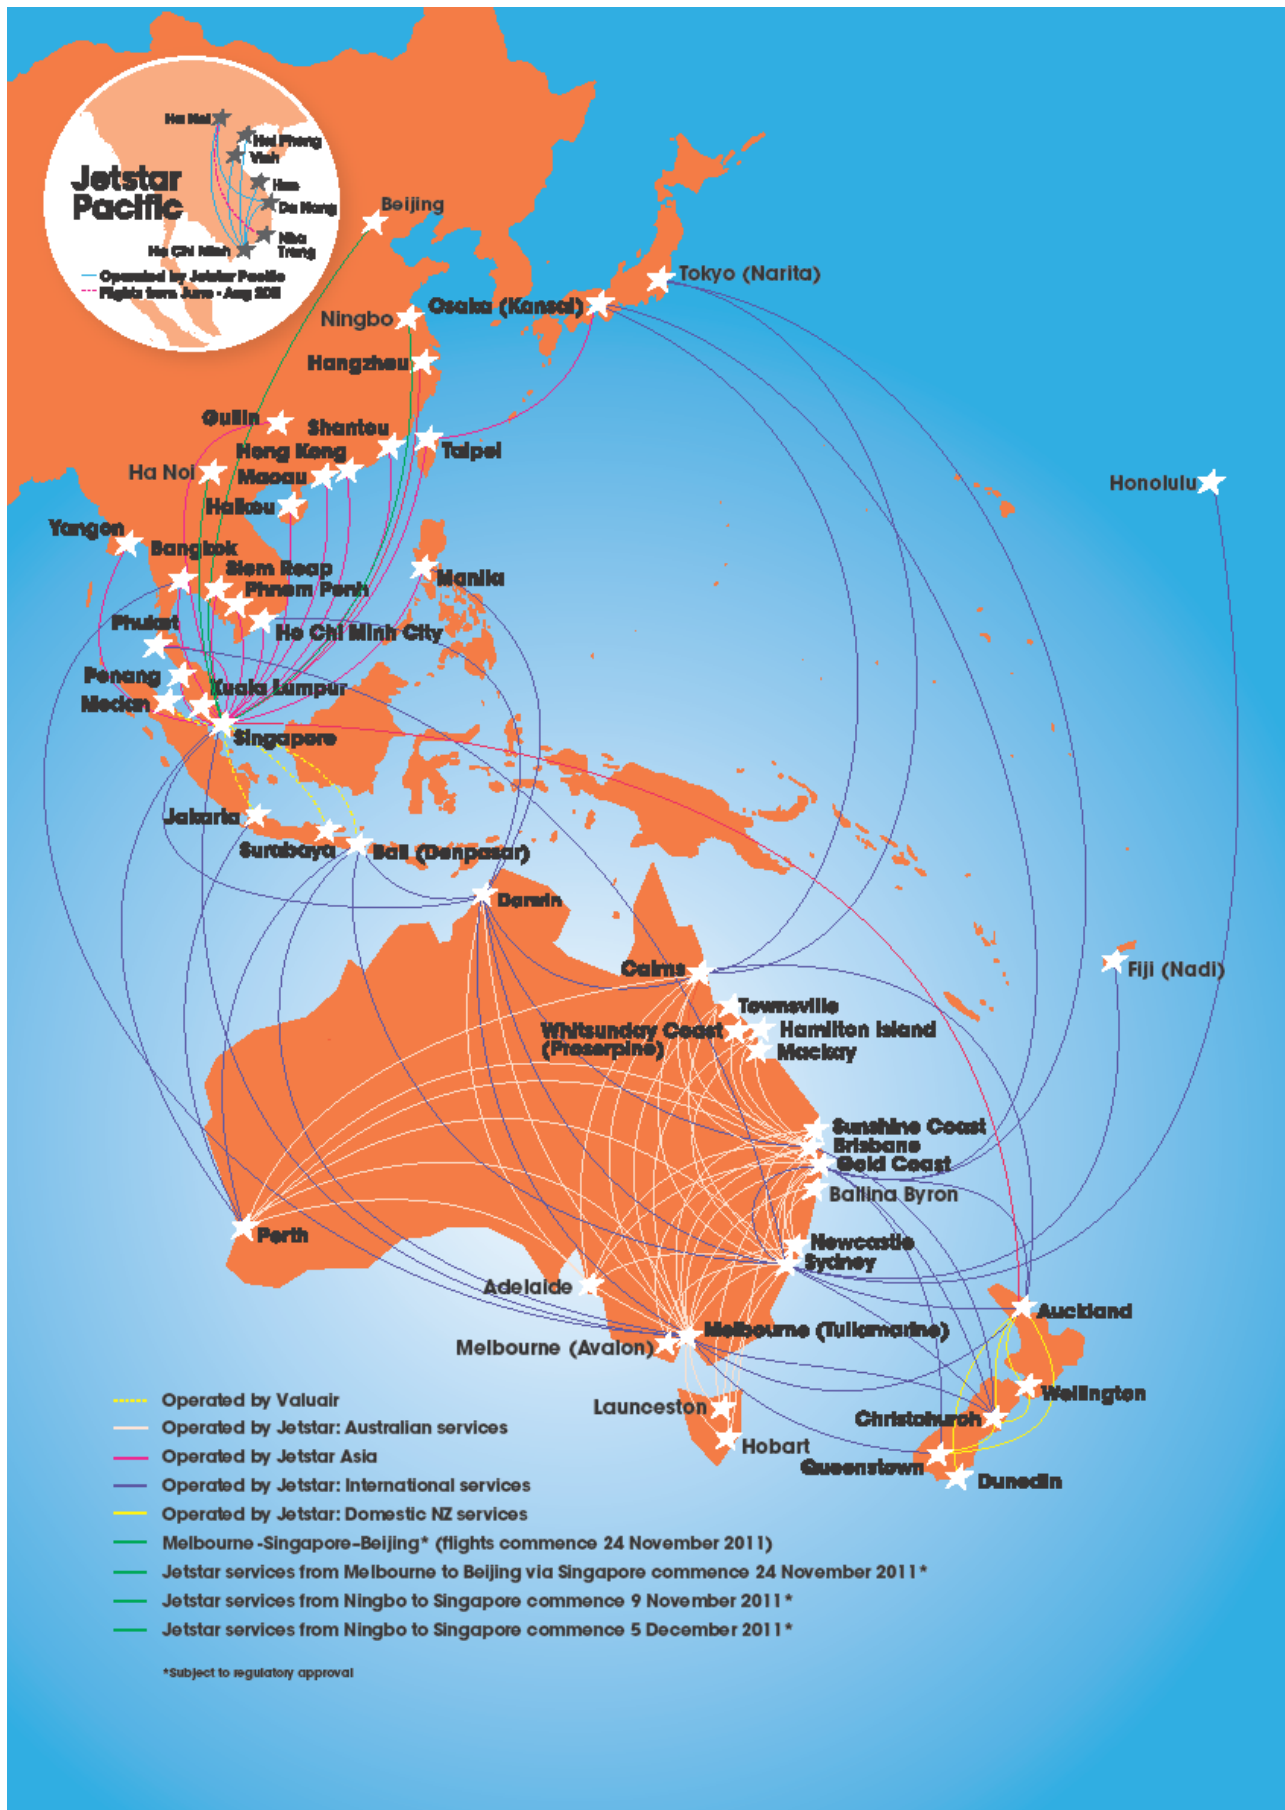 Ha Noi
Hai Phong
Vinh
Hue
Jetstar
Pacific
Da Nang
Nha
Trang
Ho Chi Minh
Operated by Jetstar Pacific
Flights from June - Aug 2011
Beijing
Tokyo (Narita)
Osaka (Kansai)
Ningbo
Hangzhou
Guilin
Shantou
Hong Kong
Taipei
Ha Noi
Macau
Honolulu
Haikou
Yangon
Bangkok
Siem Reap
Manila
Phnom Penh
Phuket
Ho Chi Minh City
Penang
Kuala Lumpur
Medan
Singapore
Jakarta
Surabaya
Bali (Denpasar)
Darwin
Cairns
Fiji (Nadi)
Townsville
Whitsunday Coast
(Proserpine)
Hamilton Island
Mackay
Sunshine Coast
Brisbane
Gold Coast
Ballina Byron
Perth
Newcastle
Sydney
Adelaide
Auckland
Melbourne (Tullamarine)
Melbourne (Avalon)
Wellington
Launceston
Christchurch
Hobart
Queenstown
Dunedin
Operated by Valuair
Operated by Jetstar: Australian services
Operated by Jetstar Asia
Operated by Jetstar: International services
Operated by Jetstar: Domestic NZ services
Melbourne -Singapore–Beijing* (flights commence 24 November 2011)
Jetstar services from Melbourne to Beijing via Singapore commence 24 November 2011*
Jetstar services from Ningbo to Singapore commence 9 November 2011*
Jetstar services from Ningbo to Singapore commence 5 December 2011*
*Subject to regulatory approval